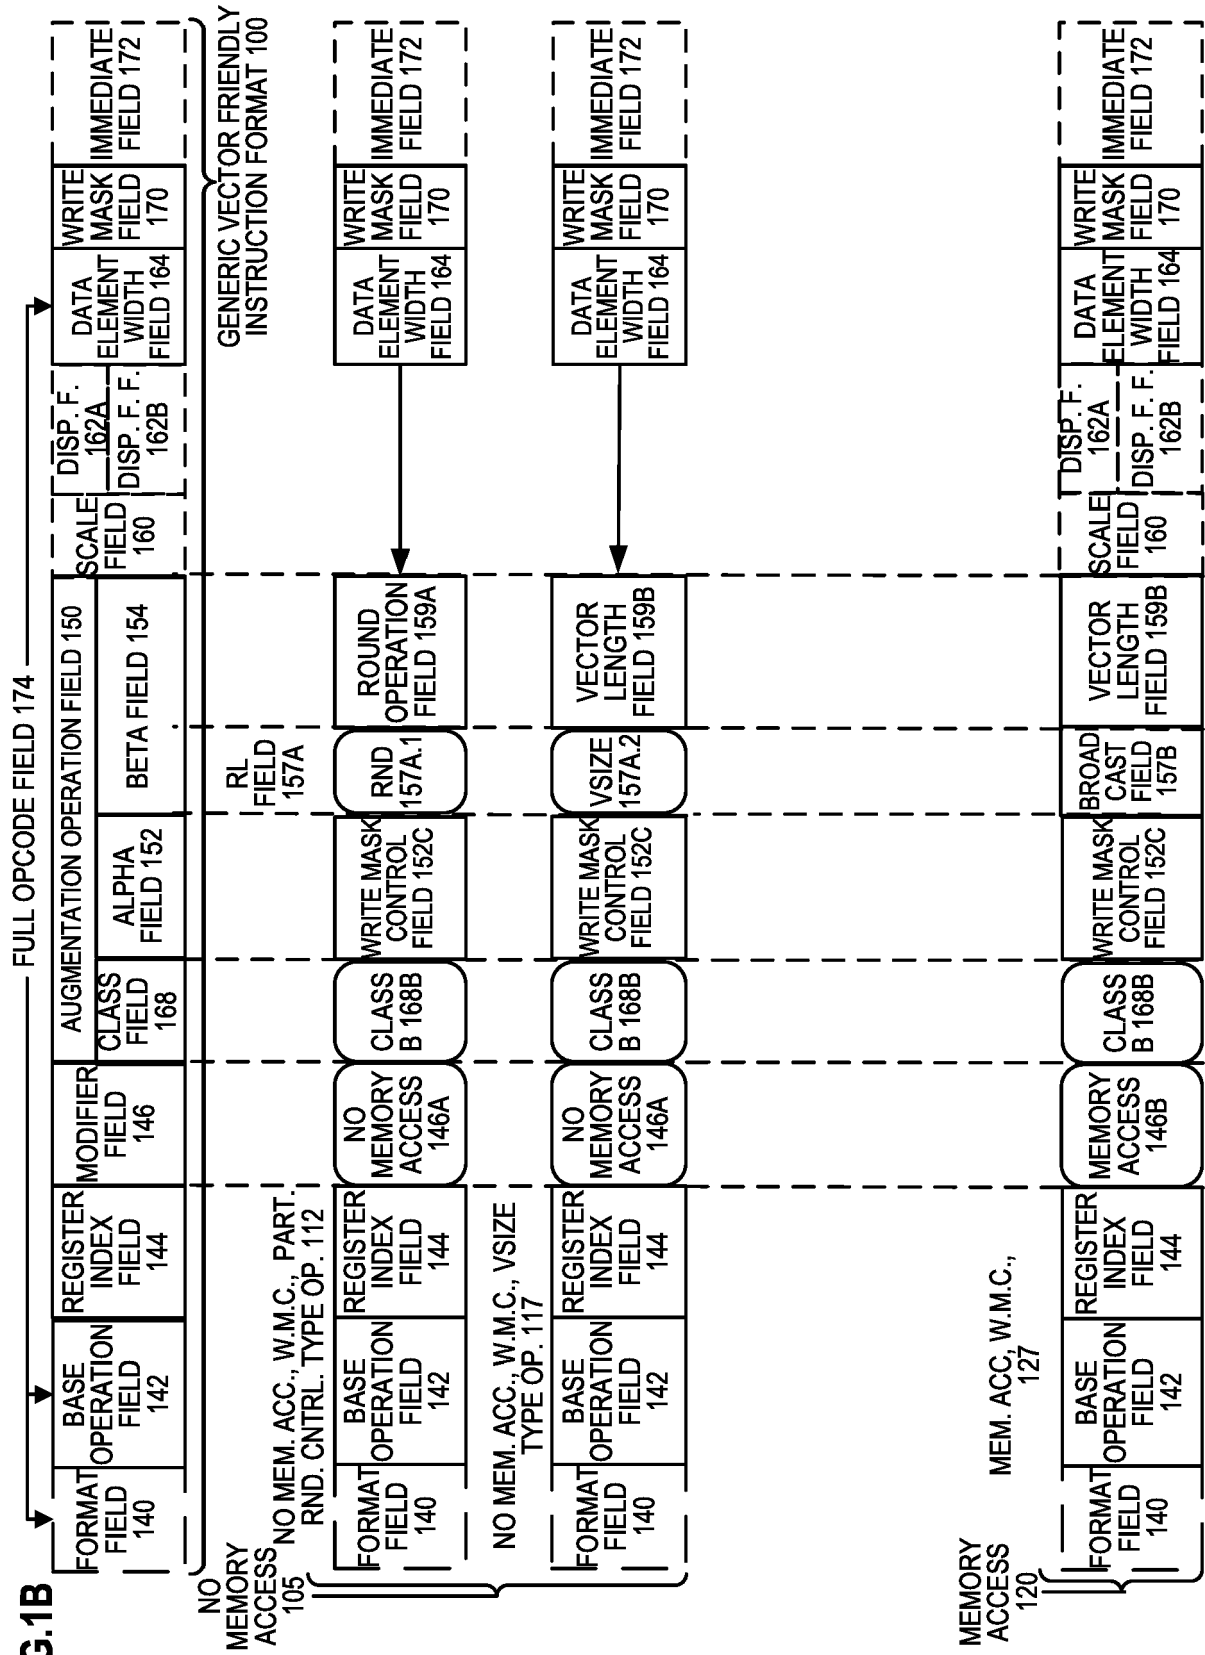 G.1B
FULL OPCODE FIELD 174
FORMAT
FIELD
140
BASE
OPERATION
FIELD
142
REGISTER
INDEX
FIELD
144
MODIFIER
FIELD
146
AUGMENTATION OPERATION FIELD 150
CLASS
FIELD
168
ALPHA
FIELD 152
BETA FIELD 154
SCALE
FIELD
160
DISP. F.
162A
DISP. F. F.
162B
DATA
ELEMENT
WIDTH
FIELD 164
WRITE
MASK
FIELD
170
IMMEDIATE
FIELD 172
GENERIC VECTOR FRIENDLY
INSTRUCTION FORMAT 100
NO
MEMORY
ACCESS
105
RL
FIELD
157A
NO MEM. ACC., W.M.C., PART.
RND. CNTRL. TYPE OP. 112
FORMAT
FIELD
140
BASE
OPERATION
FIELD
142
REGISTER
INDEX
FIELD
144
NO
MEMORY
ACCESS
146A
CLASS
B 168B
WRITE MASK
CONTROL
FIELD 152C
RND
157A.1
ROUND
OPERATION
FIELD 159A
DATA
ELEMENT
WIDTH
FIELD 164
WRITE
MASK
FIELD
170
IMMEDIATE
FIELD 172
NO MEM. ACC., W.M.C., VSIZE
TYPE OP. 117
FORMAT
FIELD
140
BASE
OPERATION
FIELD
142
REGISTER
INDEX
FIELD
144
NO
MEMORY
ACCESS
146A
CLASS
B 168B
WRITE MASK
CONTROL
FIELD 152C
VSIZE
157A.2
VECTOR
LENGTH
FIELD 159B
DATA
ELEMENT
WIDTH
FIELD 164
WRITE
MASK
FIELD
170
IMMEDIATE
FIELD 172
MEMORY
ACCESS
120
MEM. ACC, W.M.C.,
127
FORMAT
FIELD
140
BASE
OPERATION
FIELD
142
REGISTER
INDEX
FIELD
144
MEMORY
ACCESS
146B
CLASS
B 168B
WRITE MASK
CONTROL
FIELD 152C
BROAD
CAST
FIELD
157B
VECTOR
LENGTH
FIELD 159B
SCALE
FIELD
160
DISP. F.
162A
DISP. F. F.
162B
DATA
ELEMENT
WIDTH
FIELD 164
WRITE
MASK
FIELD
170
IMMEDIATE
FIELD 172